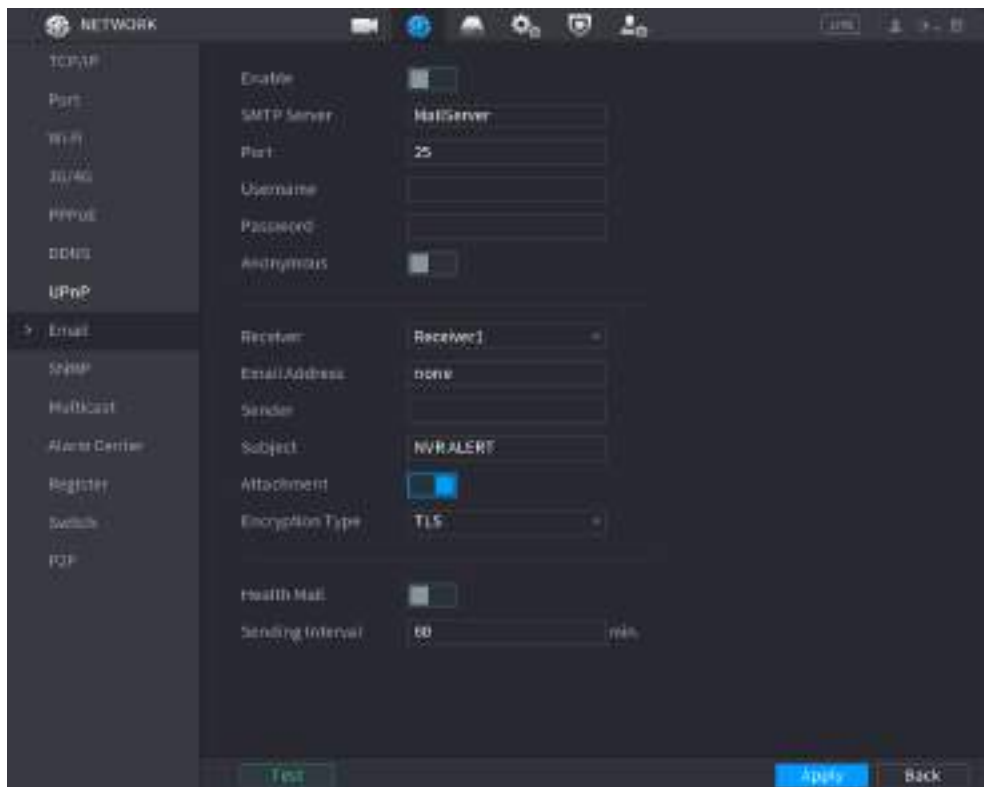 NETWORK
LIVE
TCP/IP
Port
Wi-Fi
3G/4G
PPPoE
DDNS
UPnP
Email
SNMP
Multicast
Alarm Center
Register
Switch
P2P
Enable
SMTP Server MailServer
Port 25
Username
Password
Anonymous
Receiver Receiver1
Email Address none
Sender
Subject NVR ALERT
Attachment
Encryption Type TLS
Health Mail
Sending Interval 60 min.
Test Apply Back